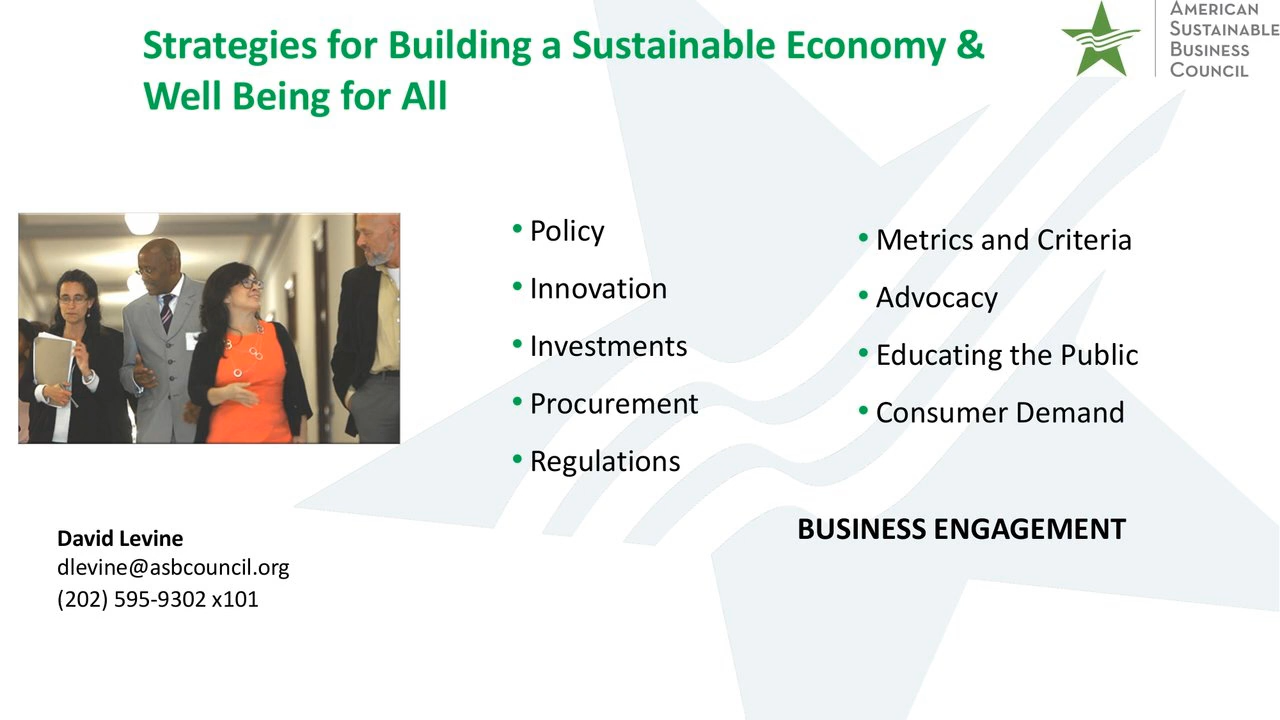 Strategies for Building a Sustainable Economy &
Well Being for All
AMERICAN
SUSTAINABLE
BUSINESS
COUNCIL
• Policy
• Innovation
• Investments
• Procurement
• Regulations
• Metrics and Criteria
• Advocacy
• Educating the Public
• Consumer Demand
BUSINESS ENGAGEMENT
David Levine
dlevine@asbcouncil.org
(202) 595-9302 x101